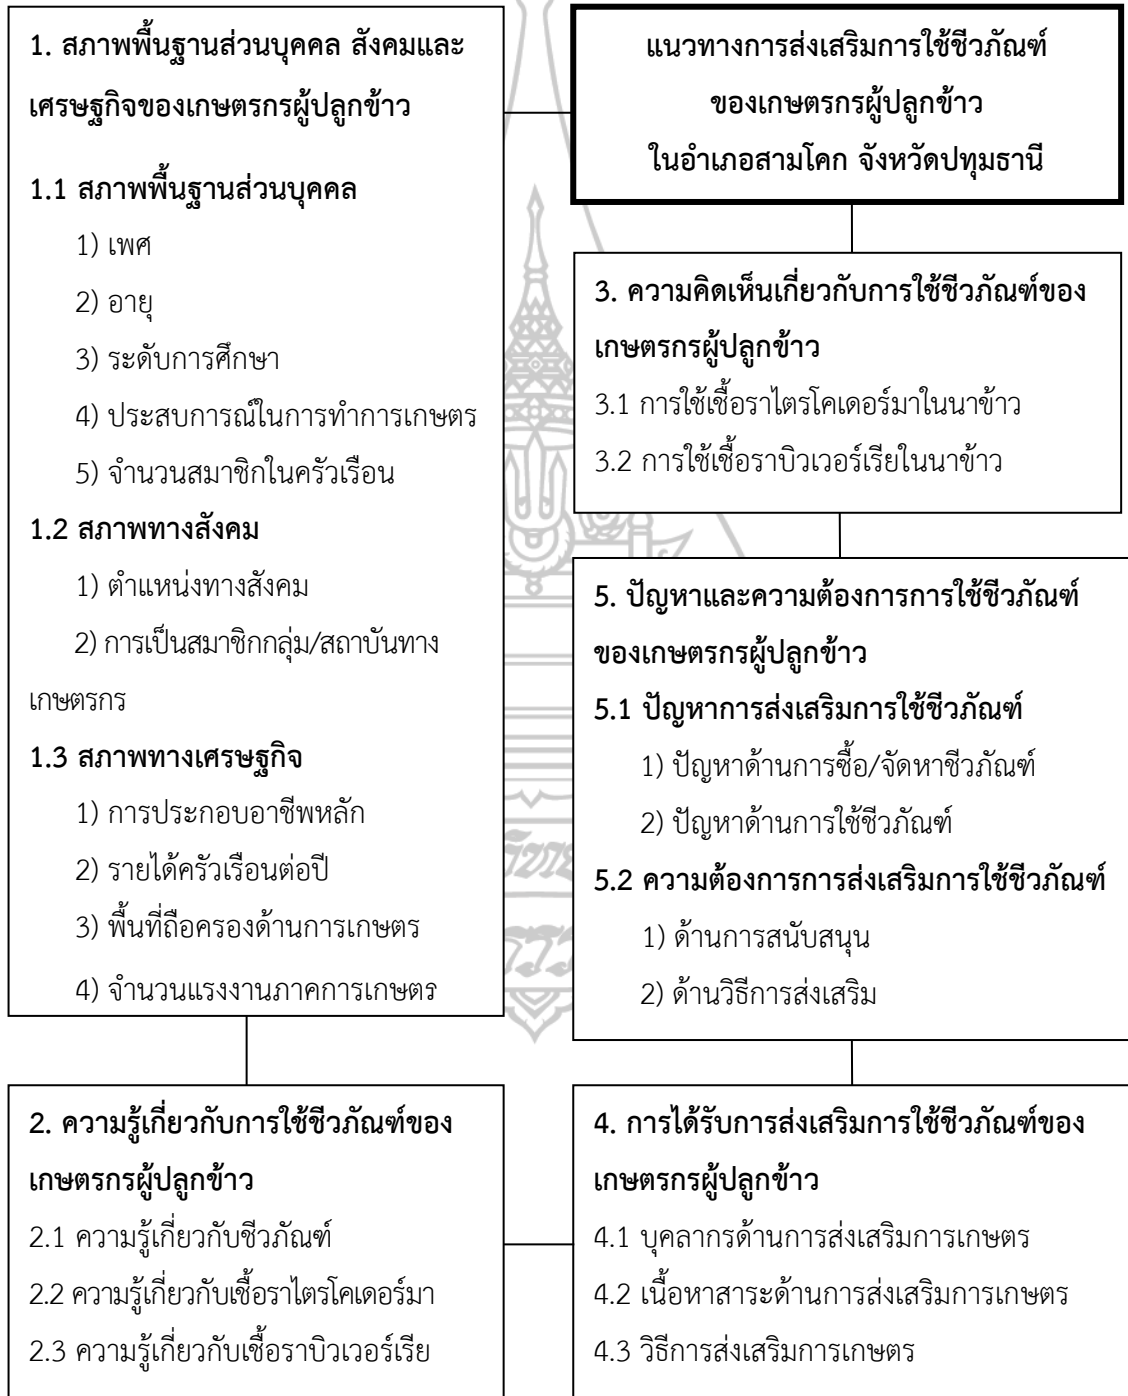 1. สภาพพื้นฐานส่วนบุคคล สังคมและ
เศรษฐกิจของเกษตรกรผู้ปลูกข้าว
1.1 สภาพพื้นฐานส่วนบุคคล
1) เพศ
2) อายุ
3) ระดับการศึกษา
4) ประสบการณ์ในการทำการเกษตร
5) จำนวนสมาชิกในครัวเรือน
1.2 สภาพทางสังคม
1) ตำแหน่งทางสังคม
2) การเป็นสมาชิกกลุ่ม/สถาบันทาง
เกษตรกร
1.3 สภาพทางเศรษฐกิจ
1) การประกอบอาชีพหลัก
2) รายได้ครัวเรือนต่อปี
3) พื้นที่ถือครองด้านการเกษตร
4) จำนวนแรงงานภาคการเกษตร
แนวทางการส่งเสริมการใช้ชีวภัณฑ์
ของเกษตรกรผู้ปลูกข้าว
ในอำเภอสามโคก จังหวัดปทุมธานี
3. ความคิดเห็นเกี่ยวกับการใช้ชีวภัณฑ์ของ
เกษตรกรผู้ปลูกข้าว
3.1 การใช้เชื้อราไตรโคเดอร์มาในนาข้าว
3.2 การใช้เชื้อราบิวเวอร์เรียในนาข้าว
5. ปัญหาและความต้องการการใช้ชีวภัณฑ์
ของเกษตรกรผู้ปลูกข้าว
5.1 ปัญหาการส่งเสริมการใช้ชีวภัณฑ์
1) ปัญหาด้านการซื้อ/จัดหาชีวภัณฑ์
2) ปัญหาด้านการใช้ชีวภัณฑ์
5.2 ความต้องการการส่งเสริมการใช้ชีวภัณฑ์
1) ด้านการสนับสนุน
2) ด้านวิธีการส่งเสริม
2. ความรู้เกี่ยวกับการใช้ชีวภัณฑ์ของ
เกษตรกรผู้ปลูกข้าว
2.1 ความรู้เกี่ยวกับชีวภัณฑ์
2.2 ความรู้เกี่ยวกับเชื้อราไตรโคเดอร์มา
2.3 ความรู้เกี่ยวกับเชื้อราบิวเวอร์เรีย
4. การได้รับการส่งเสริมการใช้ชีวภัณฑ์ของ
เกษตรกรผู้ปลูกข้าว
4.1 บุคลากรด้านการส่งเสริมการเกษตร
4.2 เนื้อหาสาระด้านการส่งเสริมการเกษตร
4.3 วิธีการส่งเสริมการเกษตร